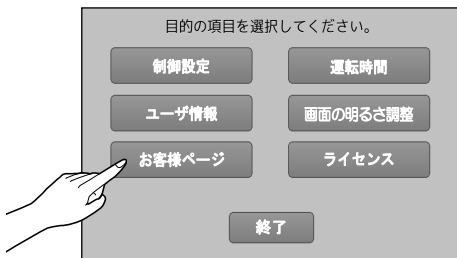 目的の項目を選択してください。
制御設定
運転時間
ユーザ情報
画面の明るさ調整
お客様ページ
ライセンス
終了